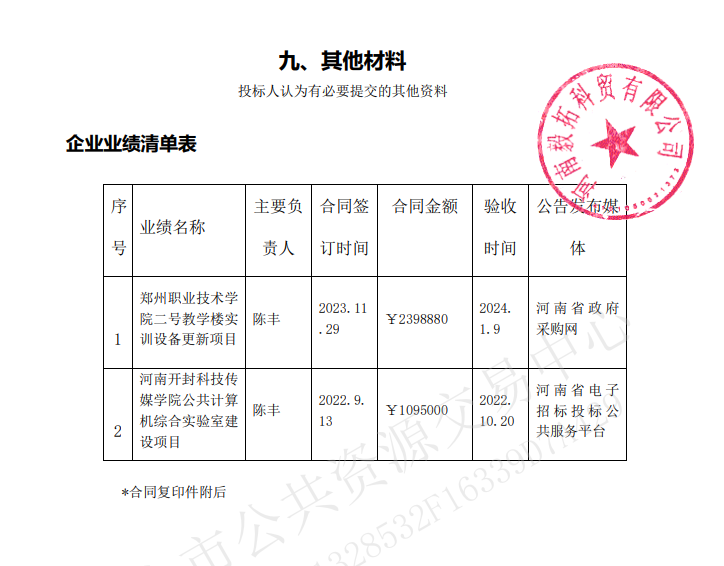 九、其他材料
投标人认为有必要提交的其他资料
河南毅拓科贸有限公司
企业业绩清单表
序号 业绩名称 主要负责人 合同签订时间 合同金额 验收时间 公告发布媒体
1 郑州职业技术学院二号教学楼实训设备更新项目 陈丰 2023.11.29 ￥2398880 2024.1.9 河南省政府采购网
2 河南开封科技传媒学院公共计算机综合实验室建设项目 陈丰 2022.9.13 ￥1095000 2022.10.20 河南省电子招标投标公共服务平台
*合同复印件附后
市公共资源交易中心